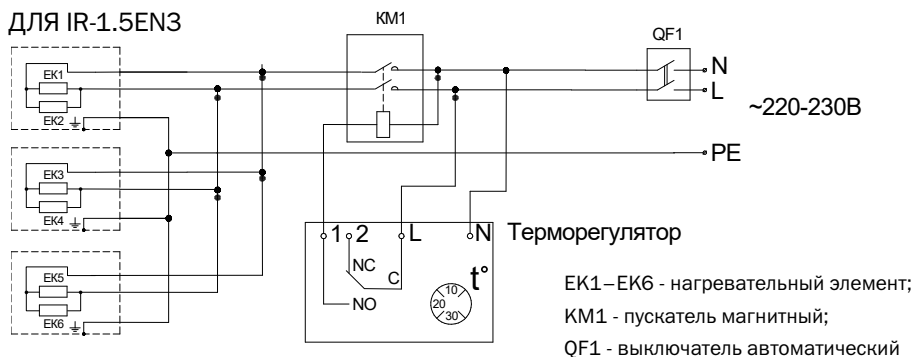 ДЛЯ IR-1.5EN3
KM1
QF1
EK1
EK2
N
L
~220-230В
EK3
EK4
PE
1 2 L N
Терморегулятор
NC
C
NO
t°
10
20
30
EK5
EK6
EK1–EK6 - нагревательный элемент;
KM1 - пускатель магнитный;
QF1 - выключатель автоматический